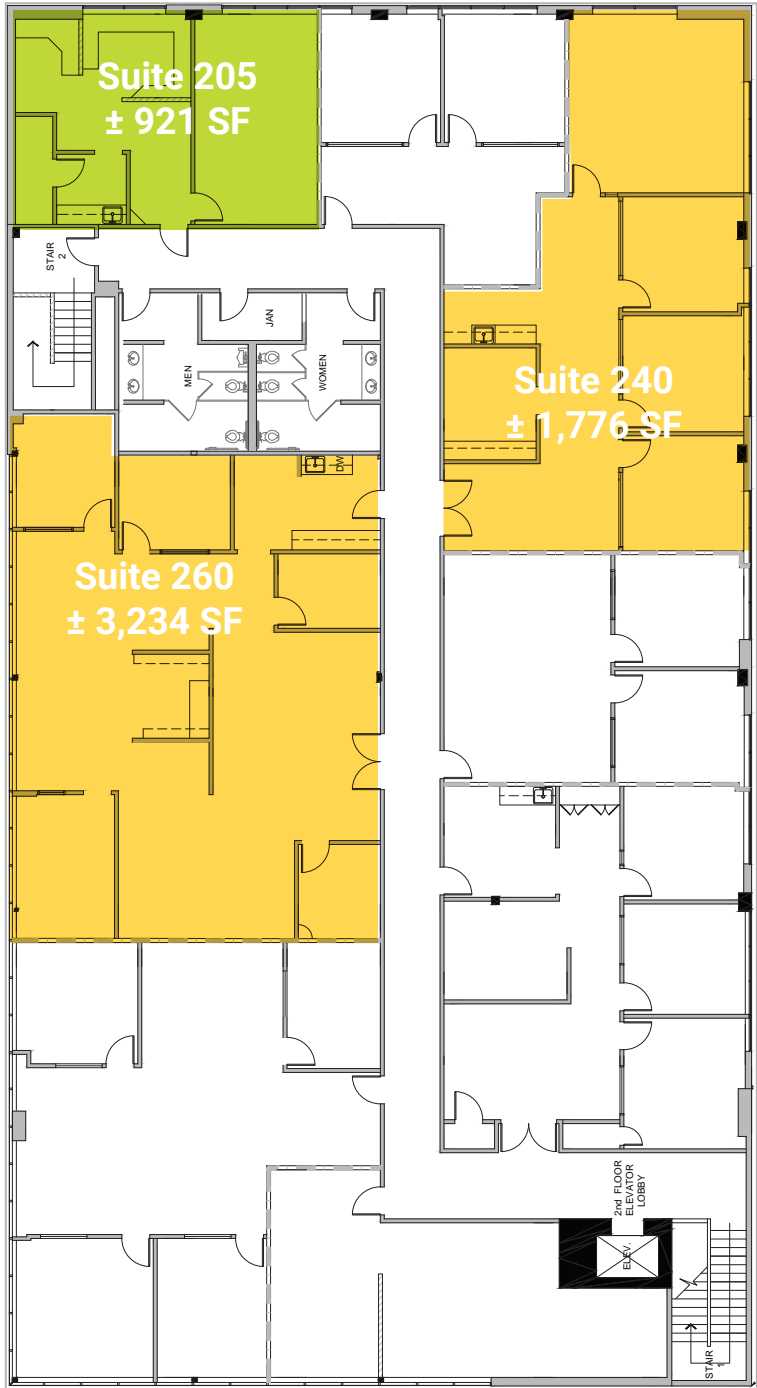 Suite 205
± 921 SF
STAIR
2
JAN
MEN
WOMEN
Suite 240
± 1,776 SF
DW
Suite 260
± 3,234 SF
2nd FLOOR
ELEVATOR
LOBBY
ELEV.
STAIR
1